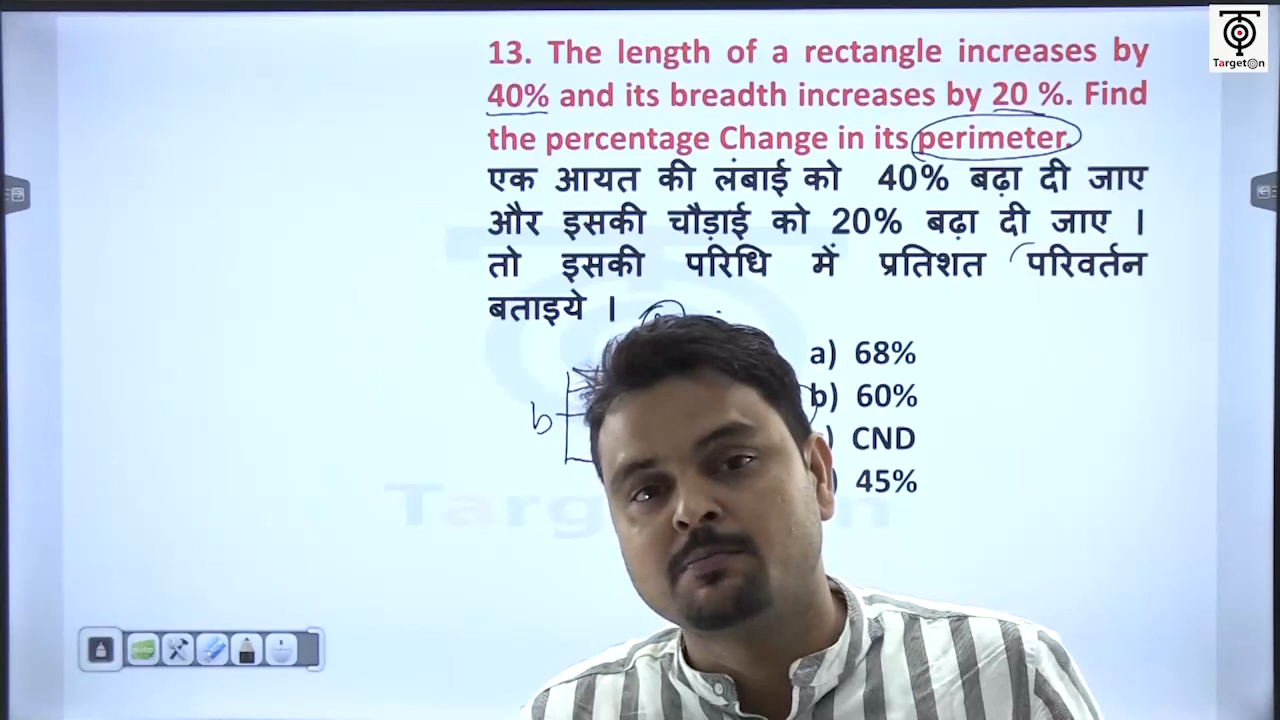 13. The length of a rectangle increases by
40% and its breadth increases by 20 %. Find
the percentage Change in its perimeter.
एक आयत की लंबाई को 40% बढ़ा दी जाए
और इसकी चौड़ाई को 20% बढ़ा दी जाए ।
तो इसकी परिधि में प्रतिशत परिवर्तन
बताइये ।
a) 68%
b) 60%
) CND
) 45%
b
TargetOn